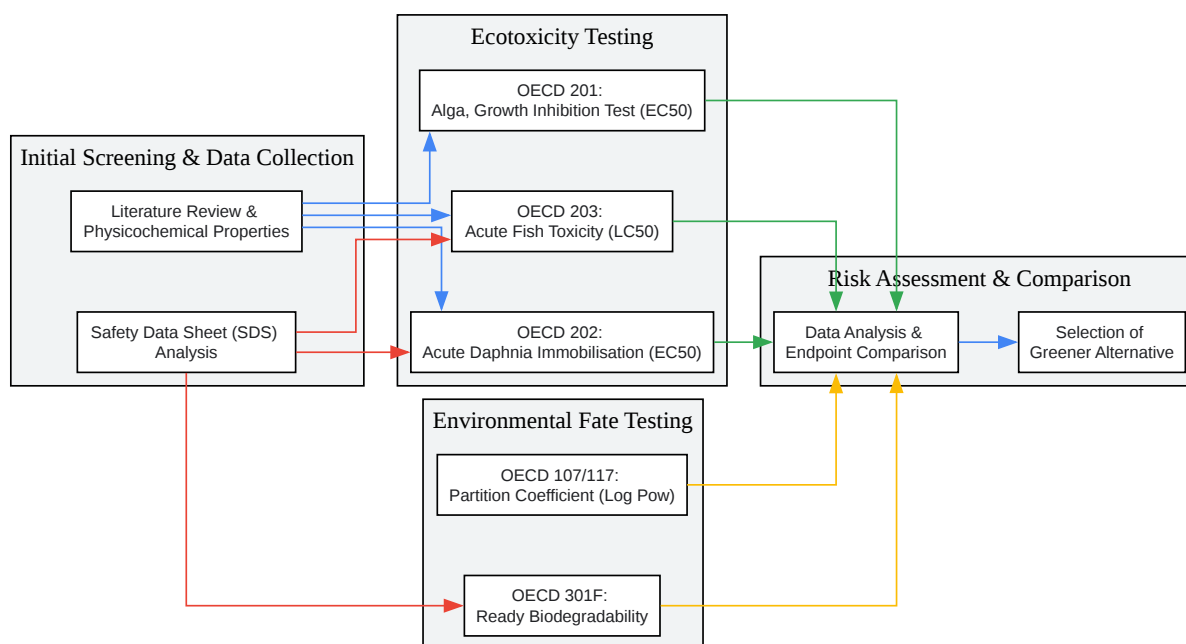 Initial Screening & Data Collection
Literature Review &
Physicochemical Properties
Safety Data Sheet (SDS)
Analysis
Ecotoxicity Testing
OECD 201:
Alga, Growth Inhibition Test (EC50)
OECD 203:
Acute Fish Toxicity (LC50)
OECD 202:
Acute Daphnia Immobilisation (EC50)
Environmental Fate Testing
OECD 107/117:
Partition Coefficient (Log Pow)
OECD 301F:
Ready Biodegradability
Risk Assessment & Comparison
Data Analysis &
Endpoint Comparison
Selection of
Greener Alternative